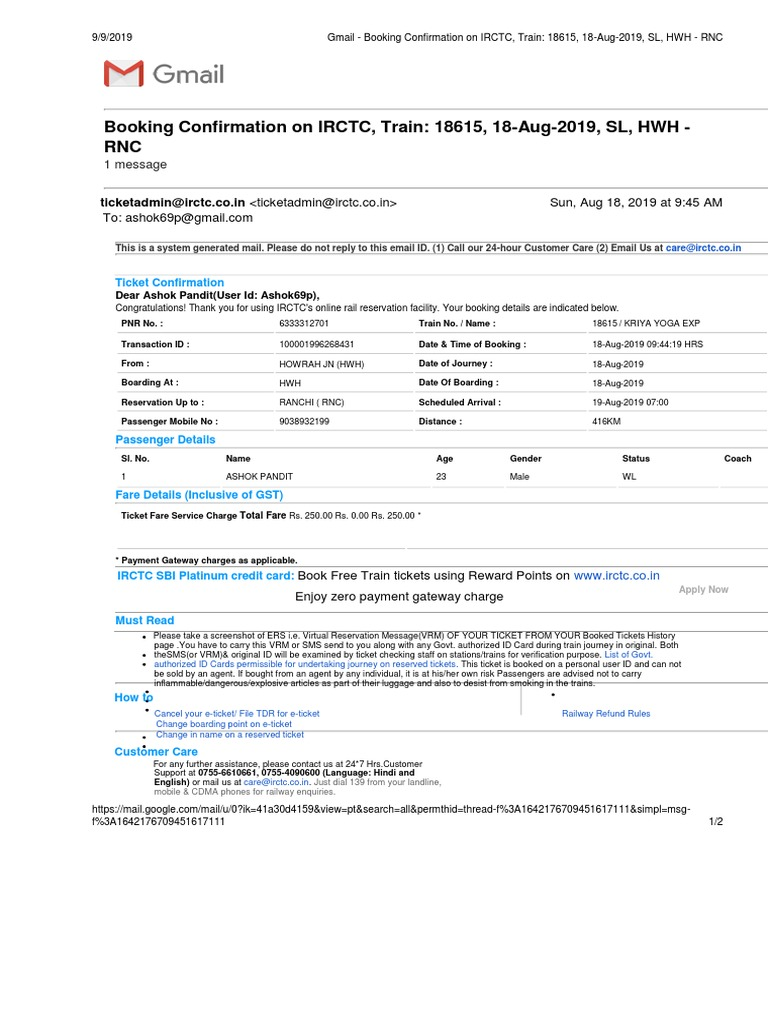 9/9/2019 Gmail - Booking Confirmation on IRCTC, Train: 18615, 18-Aug-2019, SL, HWH - RNC
Gmail
Booking Confirmation on IRCTC, Train: 18615, 18-Aug-2019, SL, HWH -
RNC
1 message
ticketadmin@irctc.co.in <ticketadmin@irctc.co.in> Sun, Aug 18, 2019 at 9:45 AM
To: ashok69p@gmail.com
This is a system generated mail. Please do not reply to this email ID. (1) Call our 24-hour Customer Care (2) Email Us at care@irctc.co.in
Ticket Confirmation
Dear Ashok Pandit(User Id: Ashok69p),
Congratulations! Thank you for using IRCTC's online rail reservation facility. Your booking details are indicated below.
PNR No. : 6333312701 Train No. / Name : 18615 / KRIYA YOGA EXP
Transaction ID : 100001996268431 Date & Time of Booking : 18-Aug-2019 09:44:19 HRS
From : HOWRAH JN (HWH) Date of Journey : 18-Aug-2019
Boarding At : HWH Date Of Boarding : 18-Aug-2019
Reservation Up to : RANCHI ( RNC) Scheduled Arrival : 19-Aug-2019 07:00
Passenger Mobile No : 9038932199 Distance : 416KM
Passenger Details
Sl. No. Name Age Gender Status Coach
1 ASHOK PANDIT 23 Male WL
Fare Details (Inclusive of GST)
Ticket Fare Service Charge Total Fare Rs. 250.00 Rs. 0.00 Rs. 250.00 *
* Payment Gateway charges as applicable.
IRCTC SBI Platinum credit card: Book Free Train tickets using Reward Points on www.irctc.co.in
Apply Now
Enjoy zero payment gateway charge
Must Read
• Please take a screenshot of ERS i.e. Virtual Reservation Message(VRM) OF YOUR TICKET FROM YOUR Booked Tickets History
page .You have to carry this VRM or SMS send to you along with any Govt. authorized ID Card during train journey in original. Both
• theSMS(or VRM)& original ID will be examined by ticket checking staff on stations/trains for verification purpose. List of Govt.
• authorized ID Cards permissible for undertaking journey on reserved tickets. This ticket is booked on a personal user ID and can not
be sold by an agent. If bought from an agent by any individual, it is at his/her own risk Passengers are advised not to carry
inflammable/dangerous/explosive articles as part of their luggage and also to desist from smoking in the trains.
How to
Cancel your e-ticket/ File TDR for e-ticket Railway Refund Rules
Change boarding point on e-ticket
Change in name on a reserved ticket
Customer Care
For any further assistance, please contact us at 24*7 Hrs.Customer
Support at 0755-6610661, 0755-4090600 (Language: Hindi and
English) or mail us at care@irctc.co.in. Just dial 139 from your landline,
mobile & CDMA phones for railway enquiries.
https://mail.google.com/mail/u/0?ik=41a30d4159&view=pt&search=all&permthid=thread-f%3A1642176709451617111&simpl=msg-
f%3A1642176709451617111 1/2